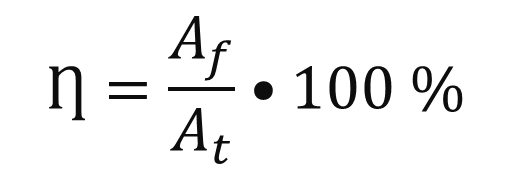 η = A_f / A_t • 100 %